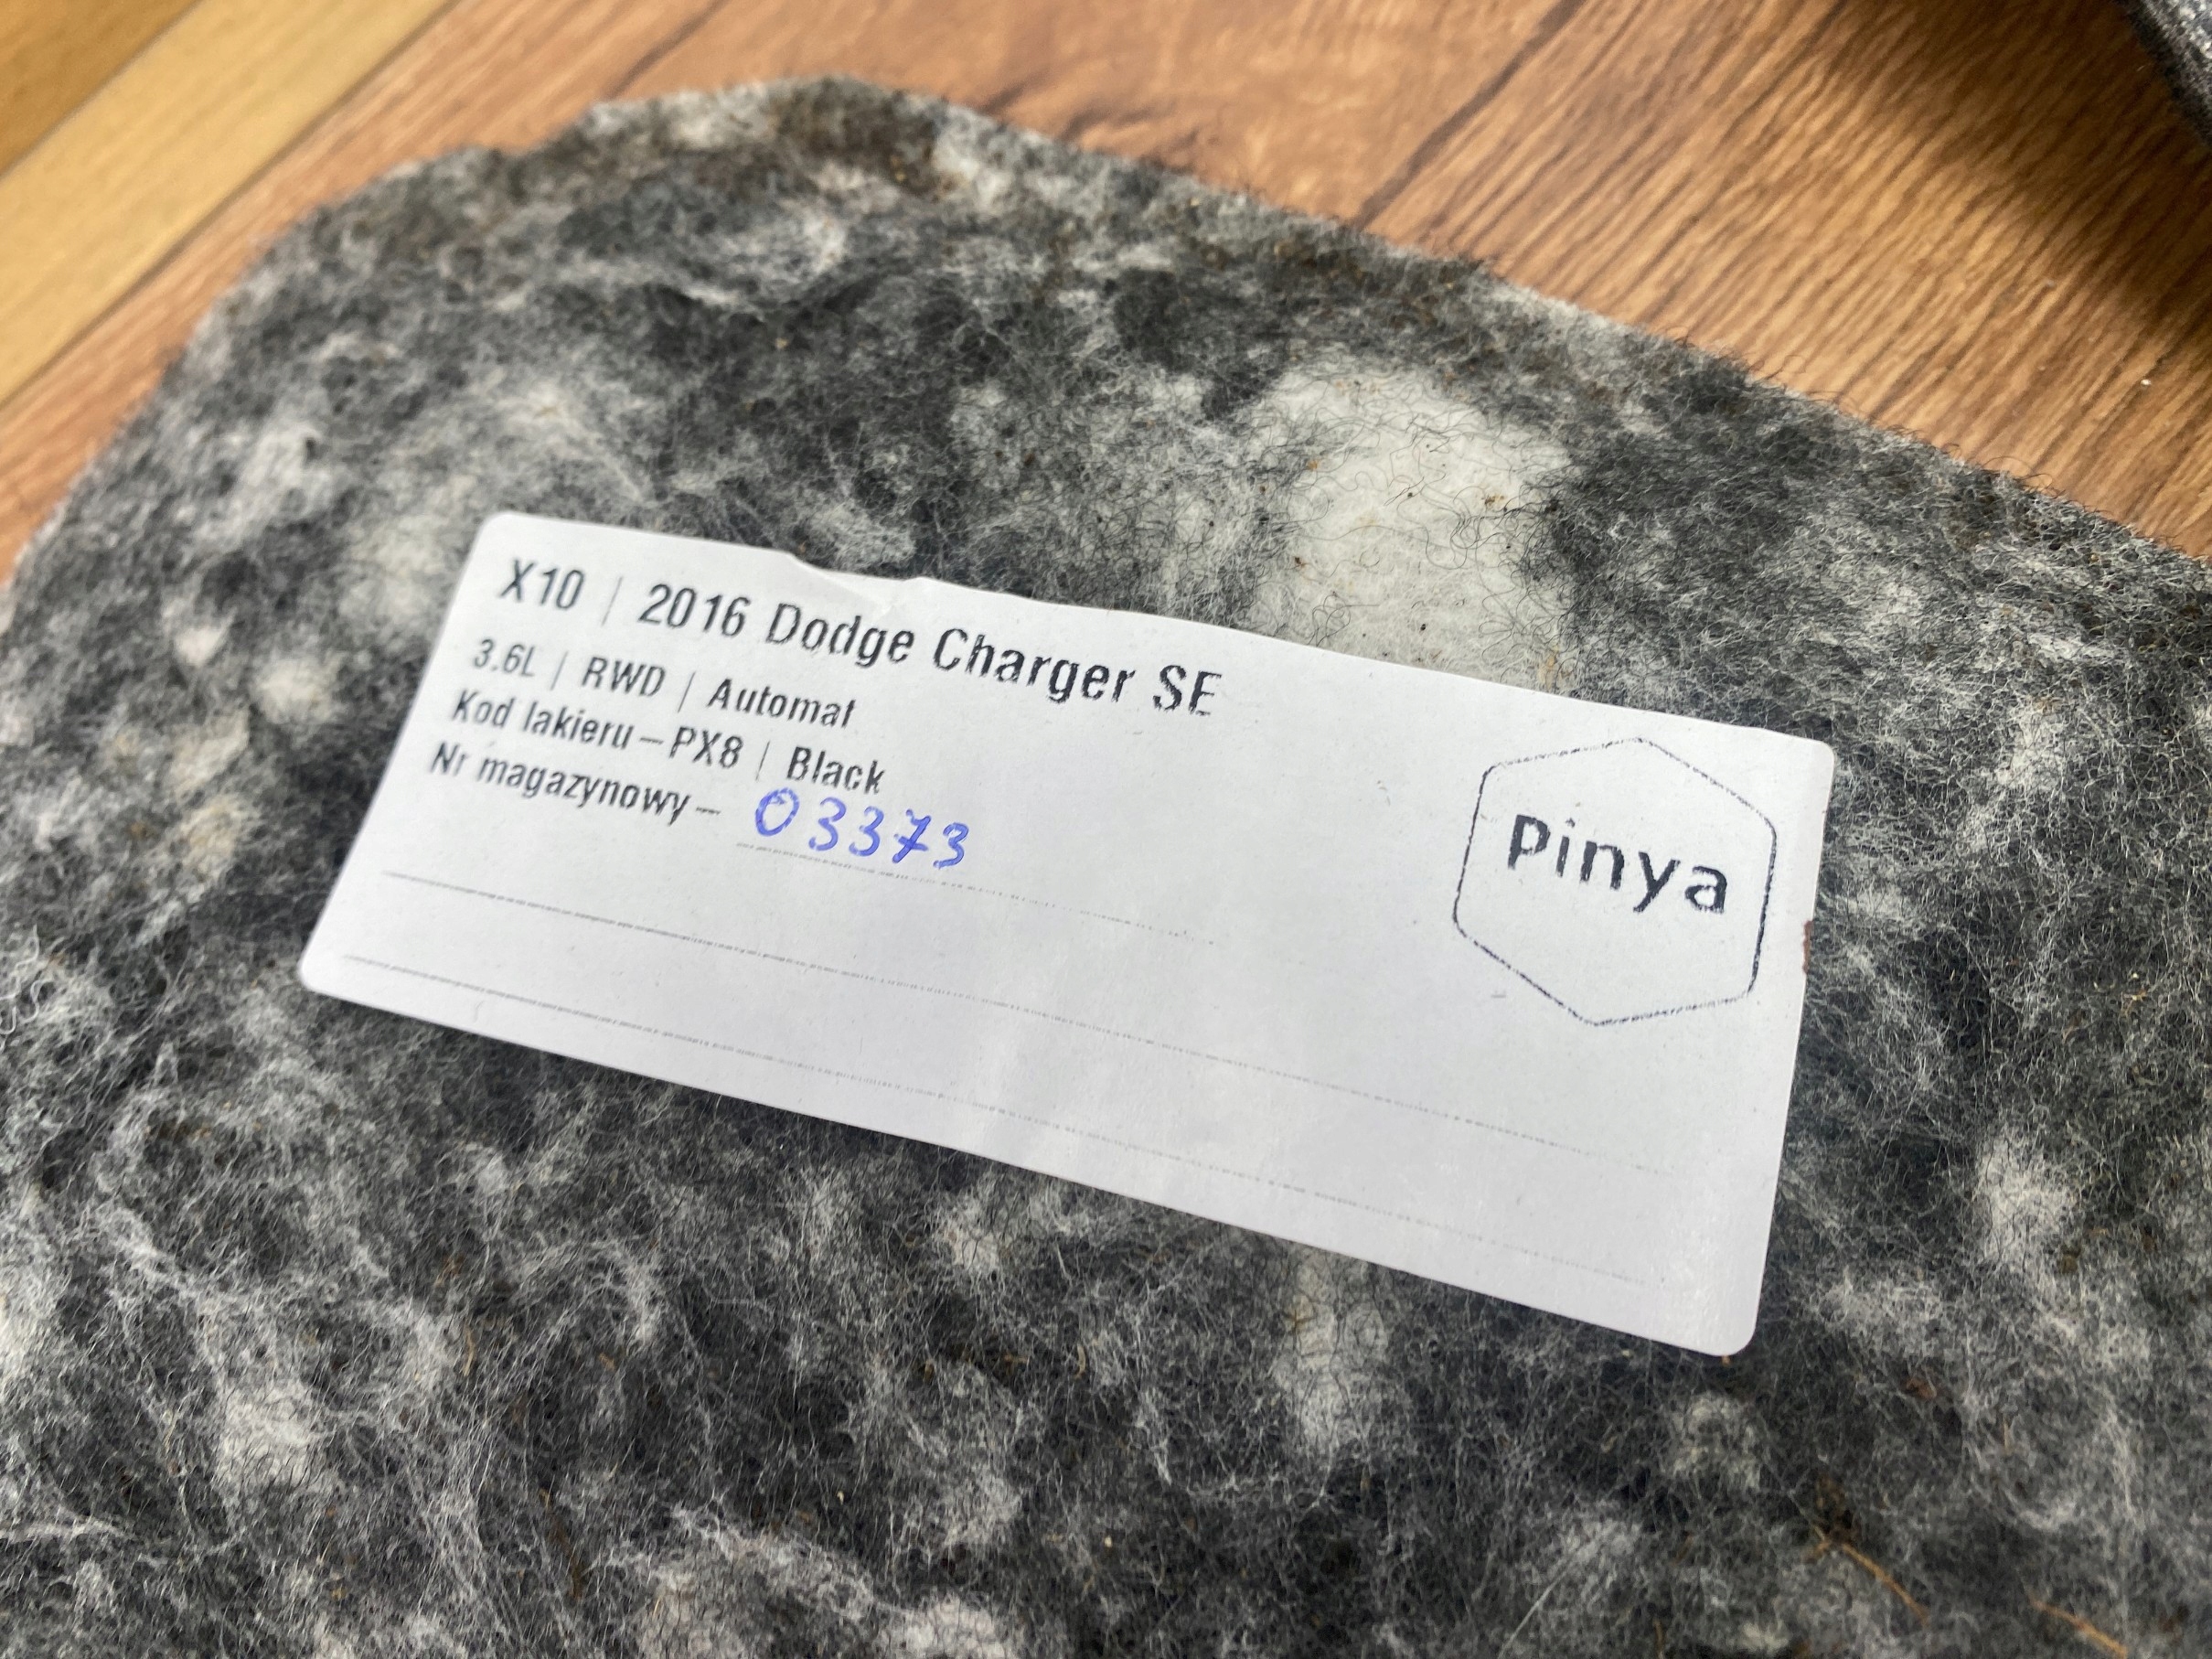 X10 | 2016 Dodge Charger SE
3.6L | RWD | Automat
Kod lakieru – PX8 | Black
Nr magazynowy – 03373
Pinya